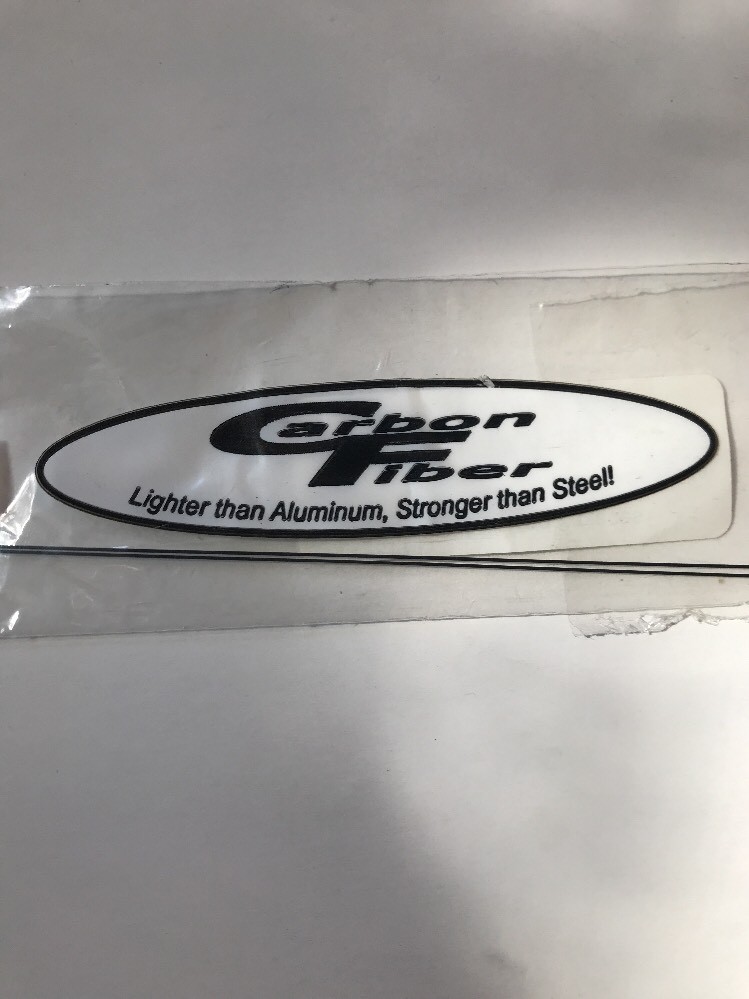 Carbon
Fiber
Lighter than Aluminum, Stronger than Steel!